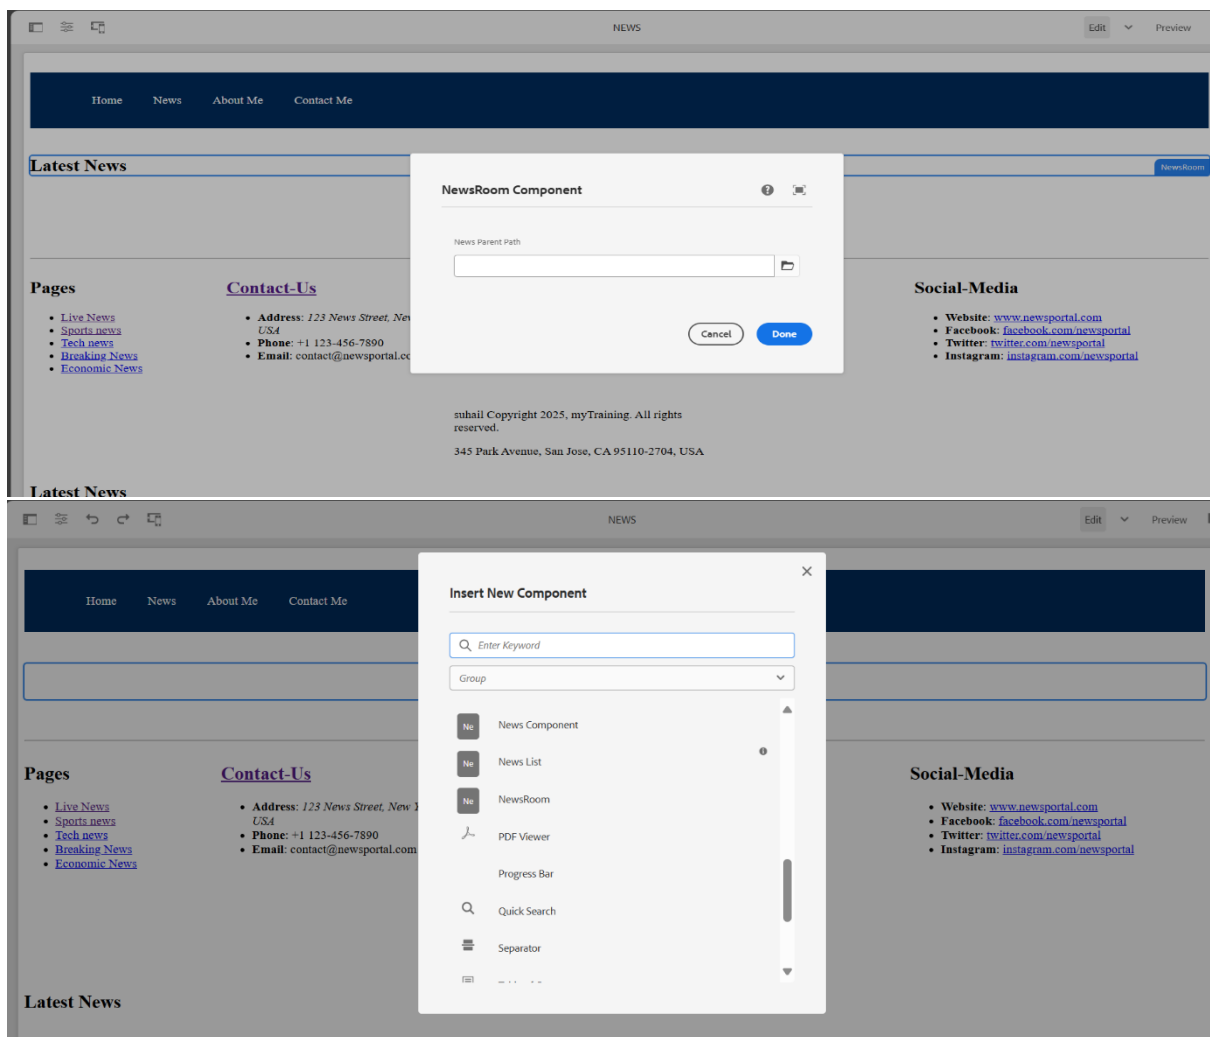 NEWS
Edit
Preview
Home News About Me Contact Me
Latest News
NewsRoom
NewsRoom Component
News Parent Path
Cancel
Done
Pages
Live News
Sports news
Tech news
Breaking News
Economic News
Contact-Us
Address: 123 News Street, Nev
USA
Phone: +1 123-456-7890
Email: contact@newsportal.co
Social-Media
Website: www.newsportal.com
Facebook: facebook.com/newsportal
Twitter: twitter.com/newsportal
Instagram: instagram.com/newsportal
suhail Copyright 2025, myTraining. All rights
reserved.
345 Park Avenue, San Jose, CA 95110-2704, USA
Latest News
NEWS
Edit
Preview
Home News About Me Contact Me
Insert New Component
Enter Keyword
Group
Ne News Component
Ne News List
Ne NewsRoom
PDF Viewer
Progress Bar
Quick Search
Separator
Pages
Live News
Sports news
Tech news
Breaking News
Economic News
Contact-Us
Address: 123 News Street, New
USA
Phone: +1 123-456-7890
Email: contact@newsportal.com
Social-Media
Website: www.newsportal.com
Facebook: facebook.com/newsportal
Twitter: twitter.com/newsportal
Instagram: instagram.com/newsportal
Latest News